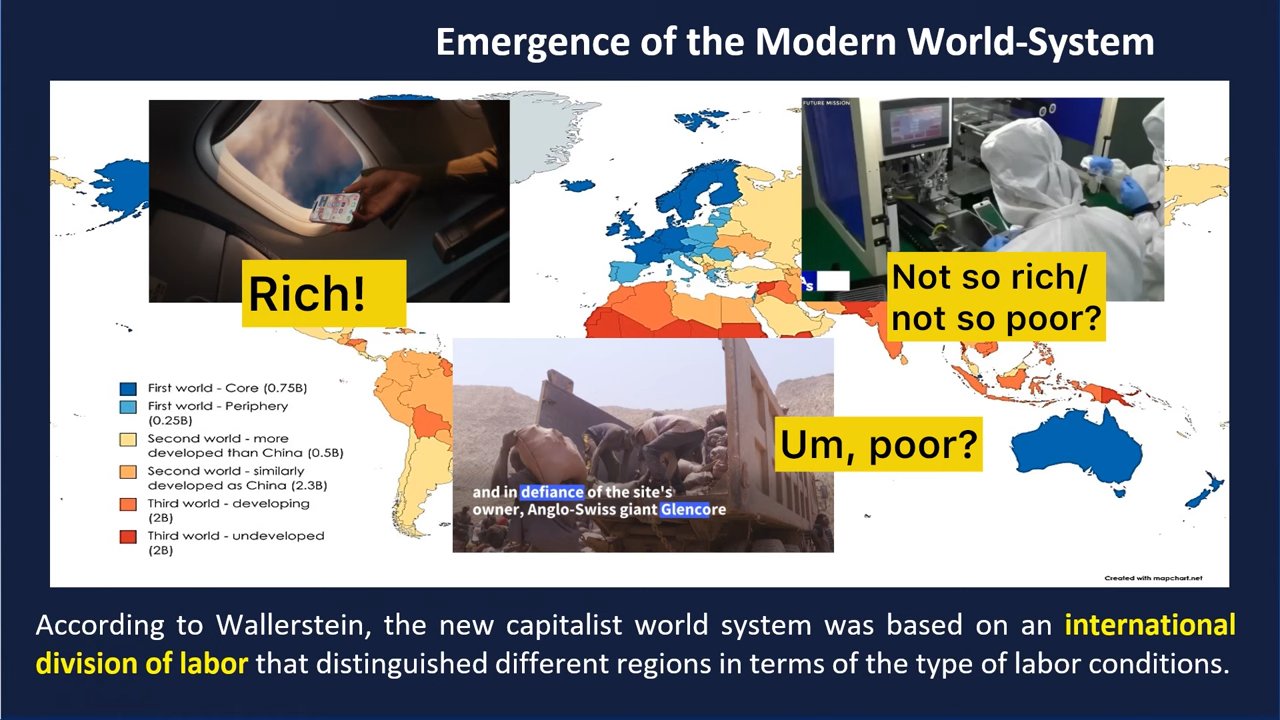 Emergence of the Modern World-System
FUTURE MISSION
Rich!
Not so rich/
not so poor?
s
Um, poor?
First world - Core (0.75B)
First world - Periphery
(0.25B)
Second world - more
developed than China (0.5B)
Second world - similarly
developed as China (2.3B)
Third world - developing
(2B)
Third world - undeveloped
(2B)
and in defiance of the site's
owner, Anglo-Swiss giant Glencore
Created with mapchart.net
According to Wallerstein, the new capitalist world system was based on an international
division of labor that distinguished different regions in terms of the type of labor conditions.